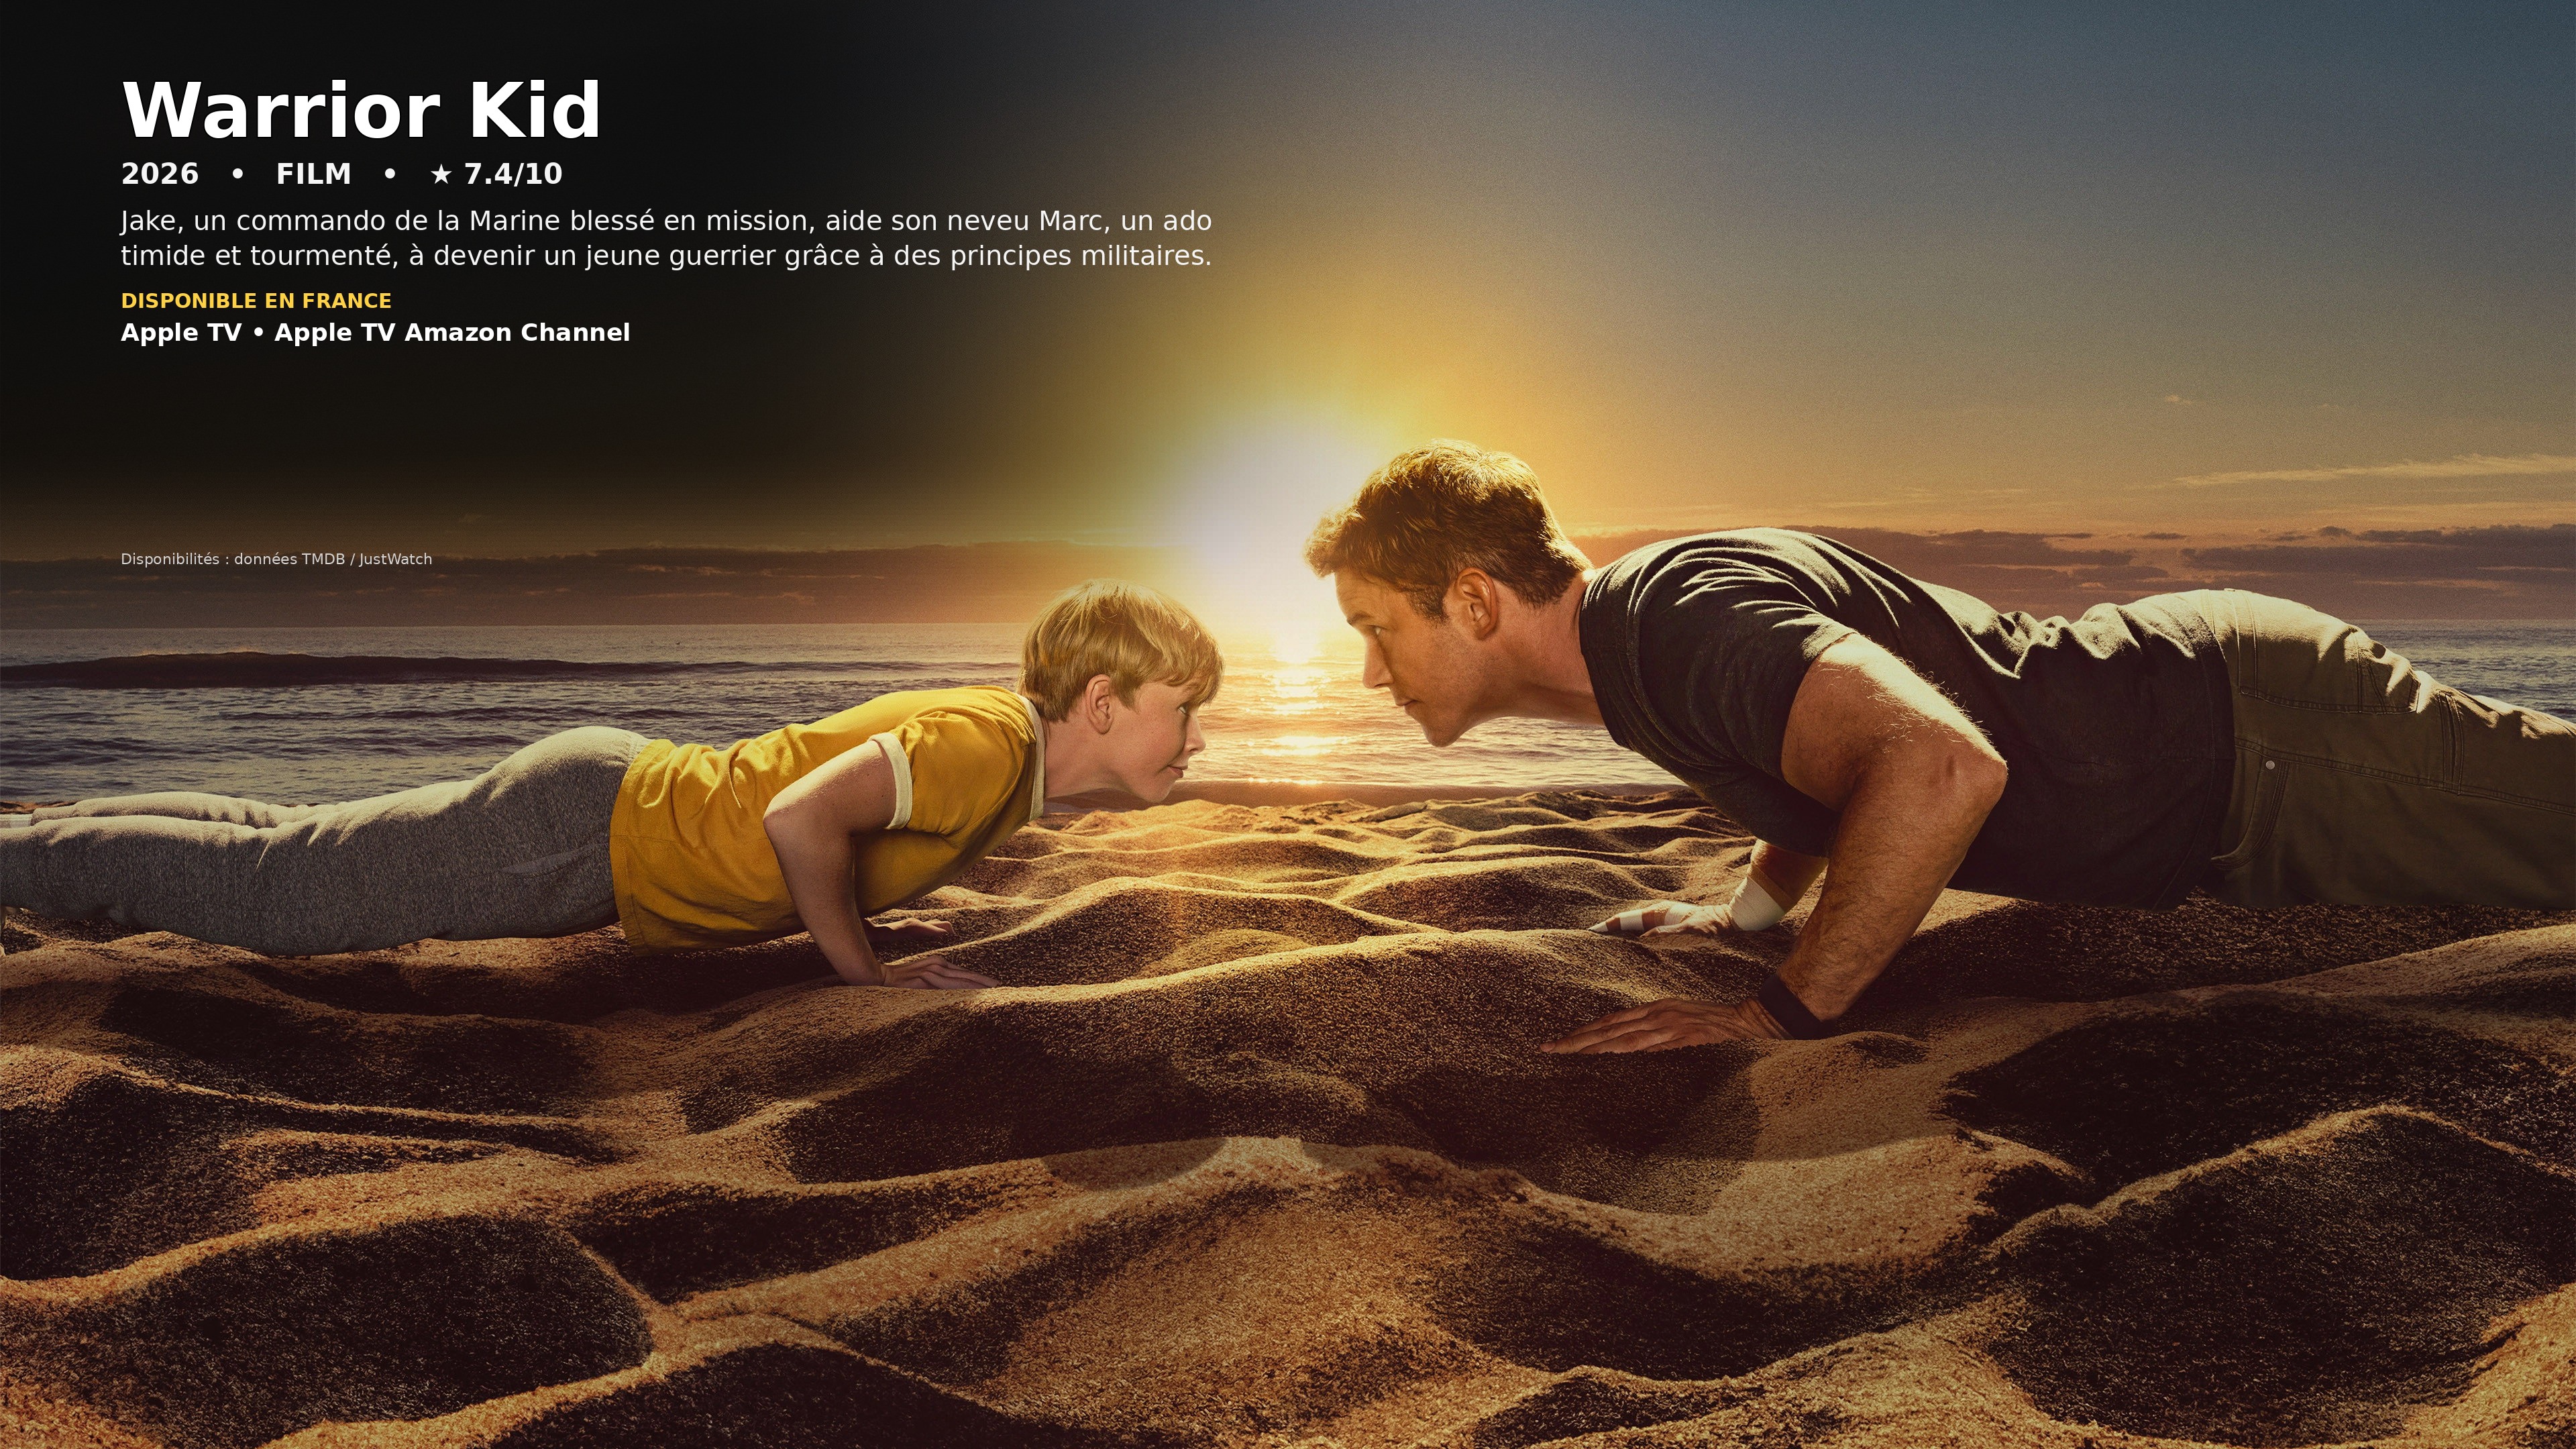 Warrior Kid
2026 • FILM • ★ 7.4/10
Jake, un commando de la Marine blessé en mission, aide son neveu Marc, un ado
timide et tourmenté, à devenir un jeune guerrier grâce à des principes militaires.
DISPONIBLE EN FRANCE
Apple TV • Apple TV Amazon Channel
Disponibilités : données TMDB / JustWatch